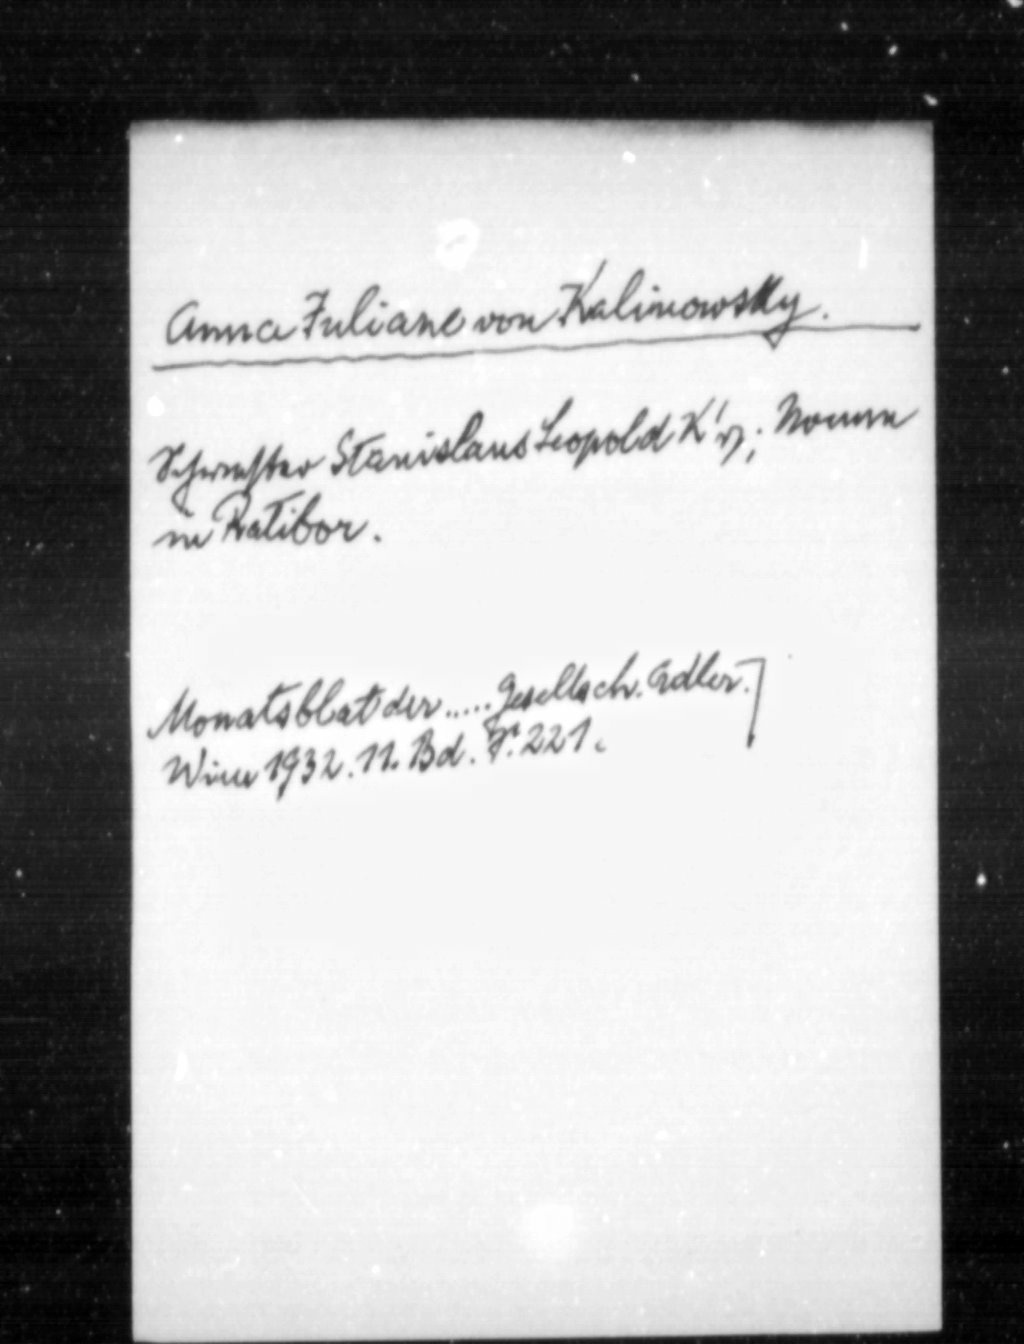 Anna Juliane von Kalinowsky.
Schwester Stanislaus Leopold K's; Nonne
in Ratibor.
Monatsblatt der ..... Gesellsch. Adler.
Wien 1932. 11. Bd. S. 221.